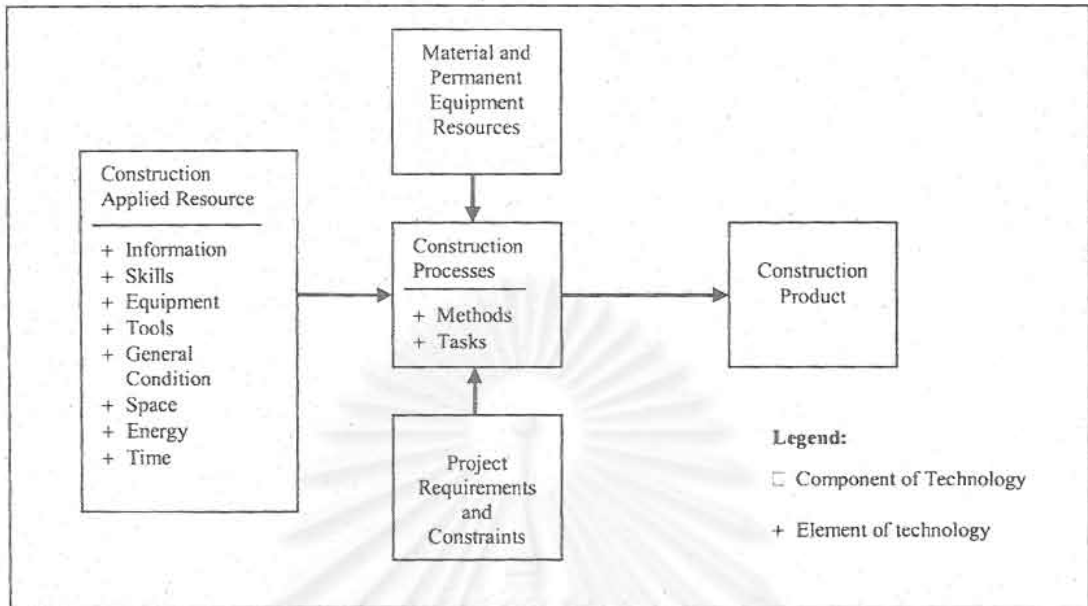 Material and
Permanent
Equipment
Resources
Construction
Applied Resource
+ Information
+ Skills
+ Equipment
+ Tools
+ General
Condition
+ Space
+ Energy
+ Time
Construction
Processes
+ Methods
+ Tasks
Construction
Product
Project
Requirements
and
Constraints
Legend:
□ Component of Technology
+ Element of technology